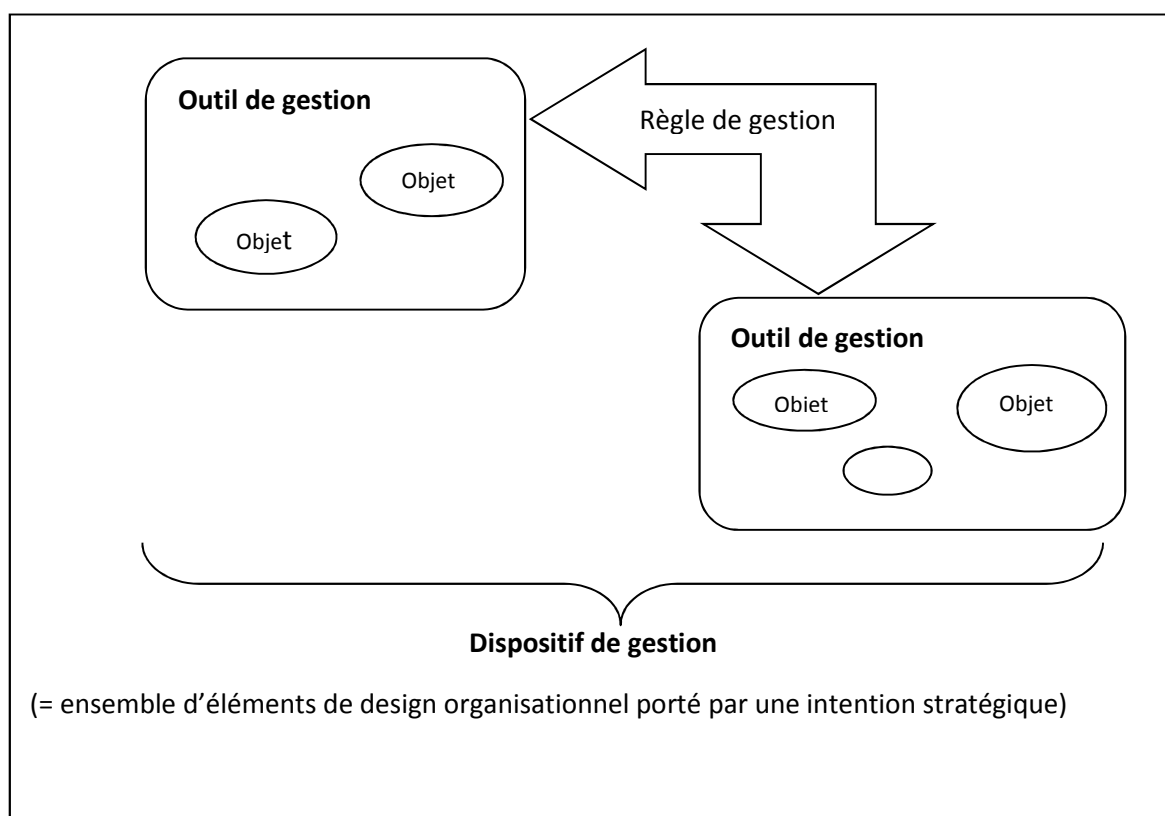 Outil de gestion
Règle de gestion
Objet
Objet
Outil de gestion
Objet
Objet
Dispositif de gestion
(= ensemble d’éléments de design organisationnel porté par une intention stratégique)